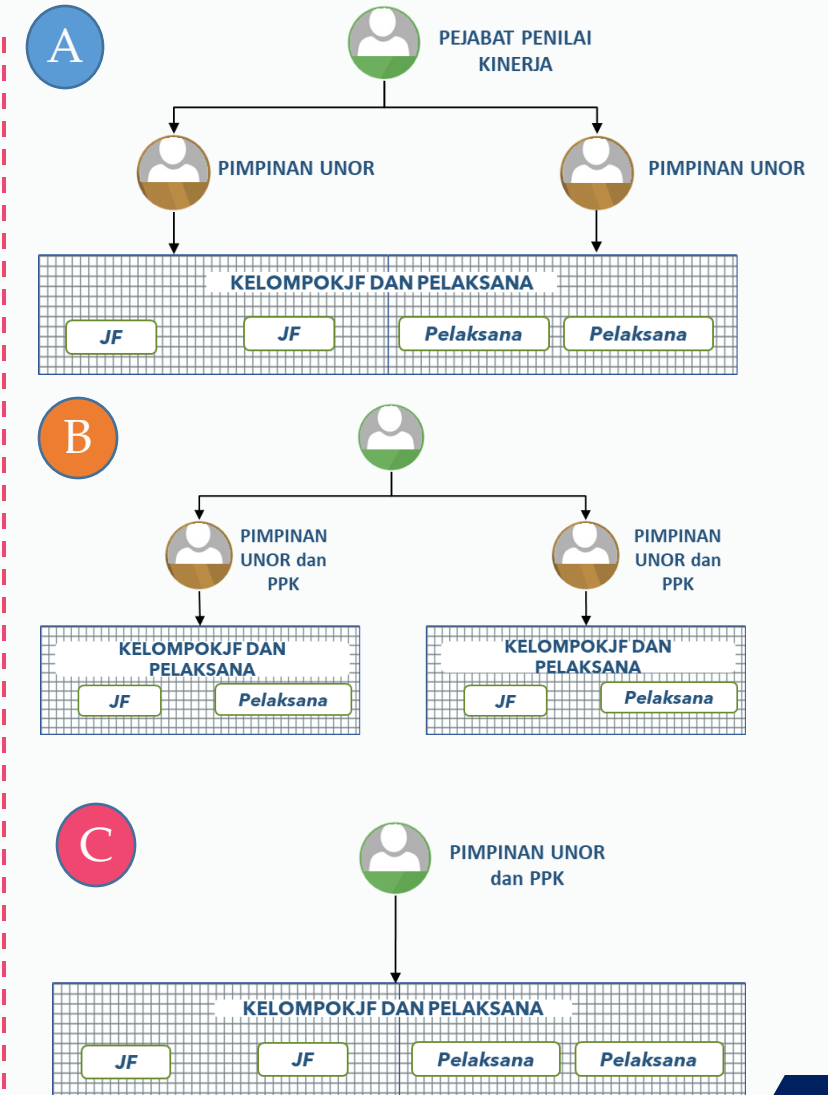 A
PEJABAT PENILAI
KINERJA
PIMPINAN UNOR
PIMPINAN UNOR
KELOMPOKJF DAN PELAKSANA
JF
JF
Pelaksana
Pelaksana
B
PIMPINAN
UNOR dan
PPK
PIMPINAN
UNOR dan
PPK
KELOMPOKJF DAN
PELAKSANA
JF
Pelaksana
KELOMPOKJF DAN
PELAKSANA
JF
Pelaksana
C
PIMPINAN UNOR
dan PPK
KELOMPOKJF DAN PELAKSANA
JF
JF
Pelaksana
Pelaksana